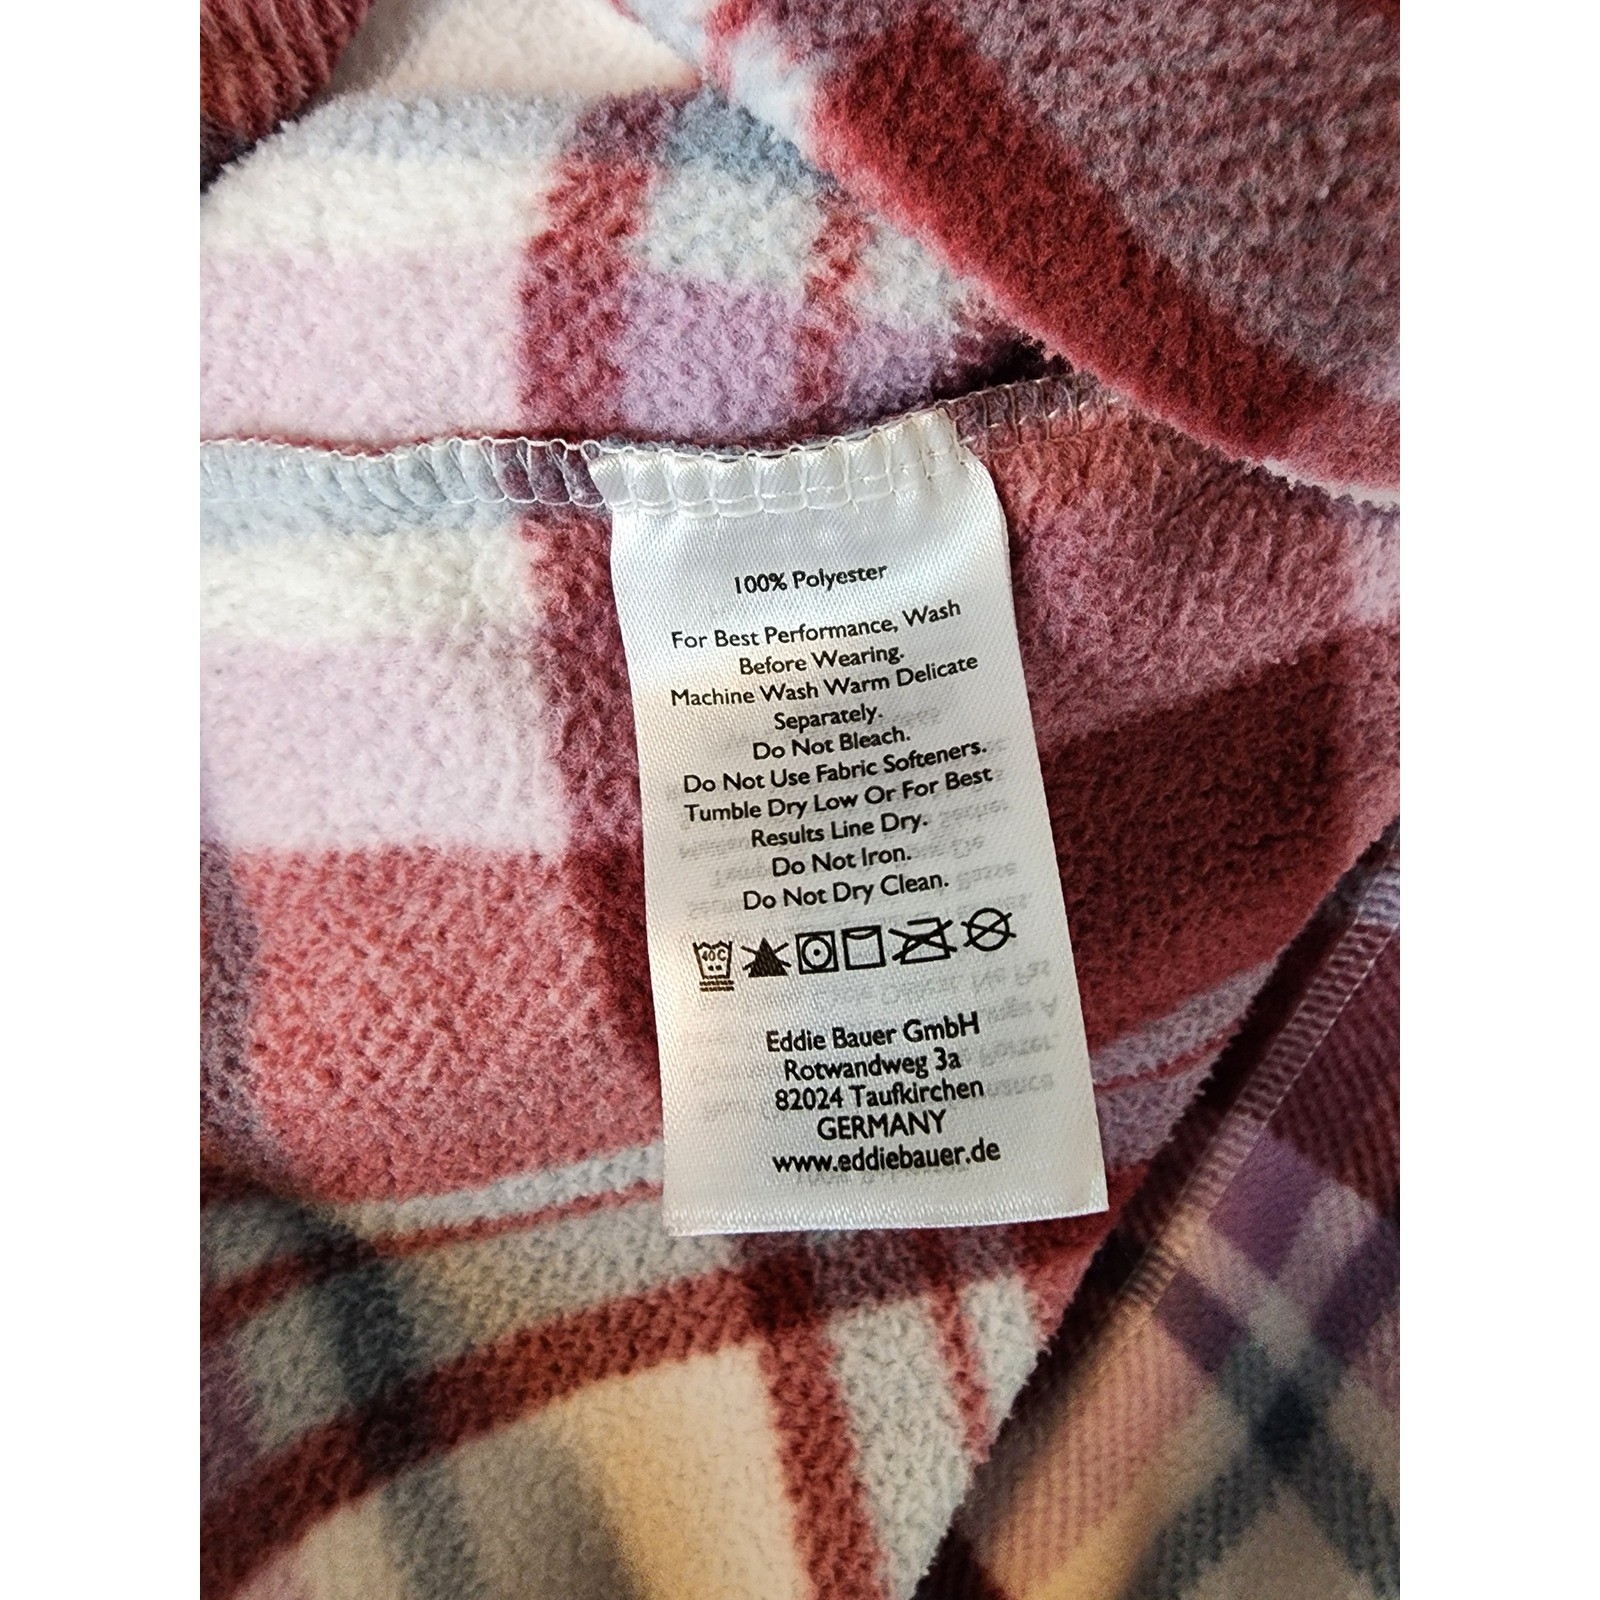 100% Polyester
For Best Performance, Wash
Before Wearing.
Machine Wash Warm Delicate
Separately.
Do Not Bleach.
Do Not Use Fabric Softeners.
Tumble Dry Low Or For Best
Results Line Dry.
Do Not Iron.
Do Not Dry Clean.
40C
Eddie Bauer GmbH
Rotwandweg 3a
82024 Taufkirchen
GERMANY
www.eddiebauer.de